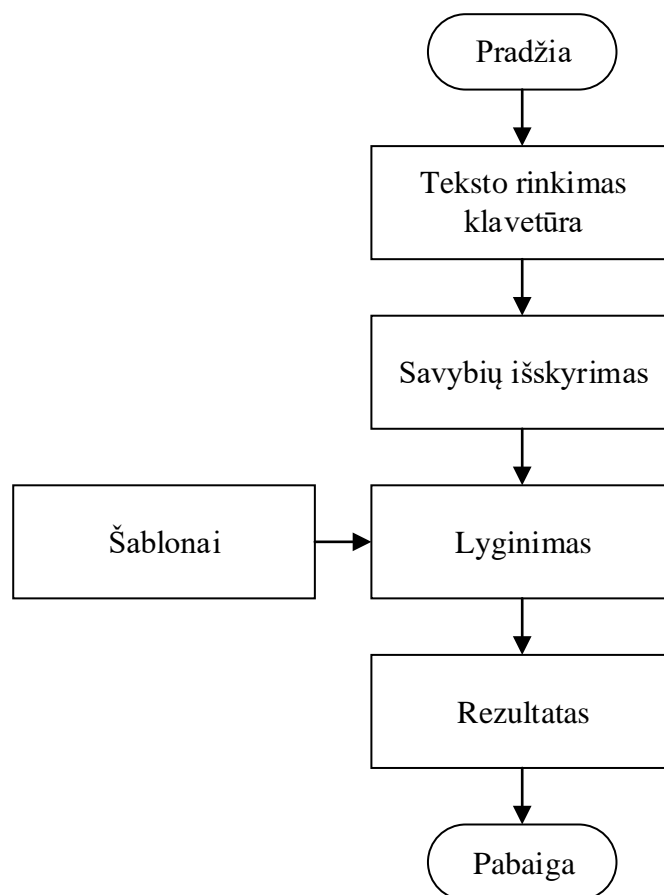 Pradžia
Teksto rinkimas
klavetūra
Savybių išskyrimas
Šablonai
Lyginimas
Rezultatas
Pabaiga